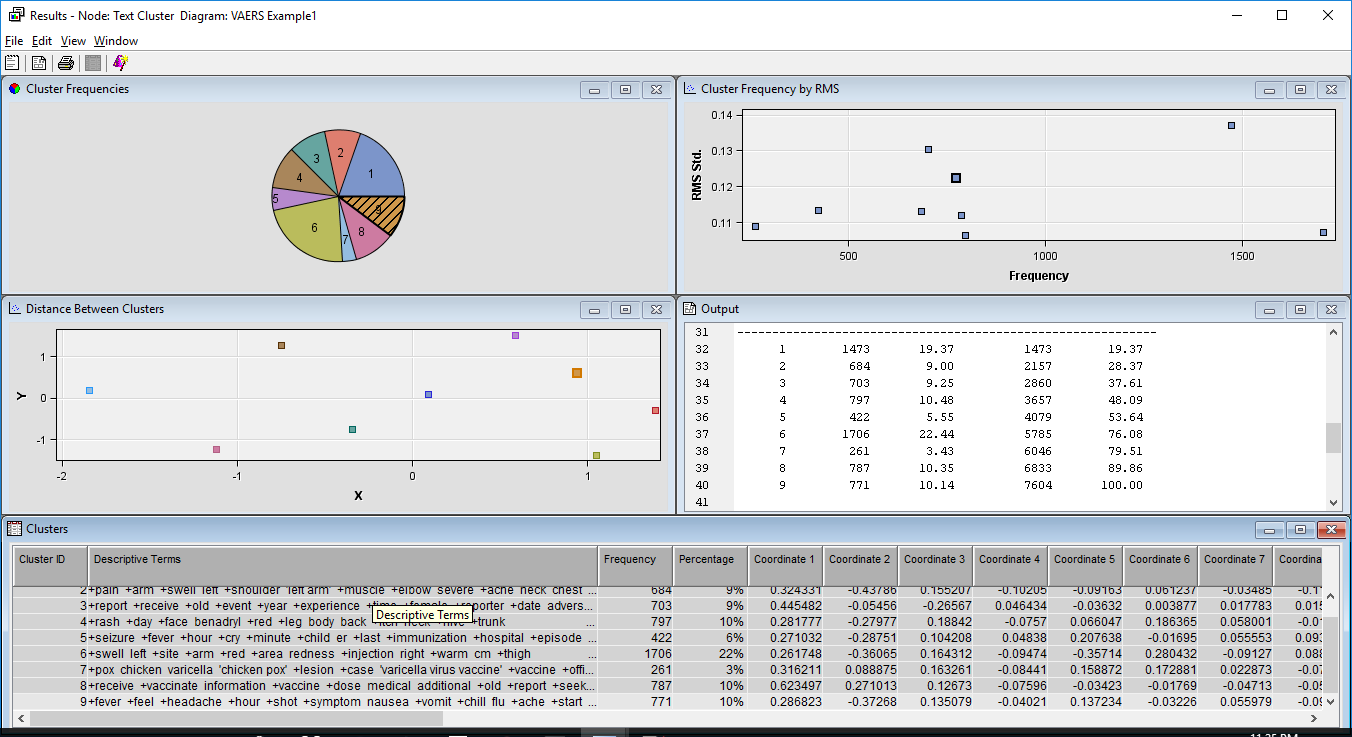 Results - Node: Text Cluster Diagram: VAERS Example1
File Edit View Window
Cluster Frequencies
1
2
3
4
5
6
7
8
9
Cluster Frequency by RMS
0.14
0.13
0.12
0.11
RMS Std.
500 1000 1500
Frequency
Distance Between Clusters
1
0
-1
Y
-2 -1 0 1
X
Output
31 ------------------------------------------------------------
32 1 1473 19.37 1473 19.37
33 2 684 9.00 2157 28.37
34 3 703 9.25 2860 37.61
35 4 797 10.48 3657 48.09
36 5 422 5.55 4079 53.64
37 6 1706 22.44 5785 76.08
38 7 261 3.43 6046 79.51
39 8 787 10.35 6833 89.86
40 9 771 10.14 7604 100.00
41
Clusters
Cluster ID Descriptive Terms Frequency Percentage Coordinate 1 Coordinate 2 Coordinate 3 Coordinate 4 Coordinate 5 Coordinate 6 Coordinate 7 Coordina
2 +pain +arm +swell left +shoulder 'left arm' +muscle +elbow severe +ache neck chest 684 9% 0.324331 -0.43786 0.155207 -0.10205 -0.09163 0.061237 -0.03485
3 +report +receive +old +event +year +experience +time +female +reporter +date advers... 703 9% 0.445482 -0.05456 -0.26567 0.046434 -0.03632 0.003877 0.017783 0.015
Descriptive Terms
4 +rash +day +face benadryl +red +leg body back neck +hive +trunk 797 10% 0.281777 -0.27977 0.18842 -0.0757 0.066047 0.186365 0.058001 -0.01
5 +seizure +fever +hour +cry +minute +child er +last +immunization +hospital +episode ... 422 6% 0.271032 -0.28751 0.104208 0.04838 0.207638 -0.01695 0.055553 0.093
6 +swell left +site +arm +red +area redness +injection right +warm cm +thigh ... 1706 22% 0.261748 -0.36065 0.164312 -0.09474 -0.35714 0.280432 -0.09127 0.088
7 +pox chicken varicella 'chicken pox' +lesion +case 'varicella virus vaccine' +vaccine +offi... 261 3% 0.316211 0.088875 0.163261 -0.08441 0.158872 0.172881 0.022873 -0.07
8 +receive +vaccinate information +vaccine +dose medical additional +old +report +seek... 787 10% 0.623497 0.271013 0.12673 -0.07596 -0.03423 -0.01769 -0.04713 -0.05
9 +fever +feel +headache +hour +shot +symptom nausea +vomit +chill flu +ache +start ... 771 10% 0.286823 -0.37268 0.135079 -0.04021 0.137234 -0.03226 0.055979 -0.09